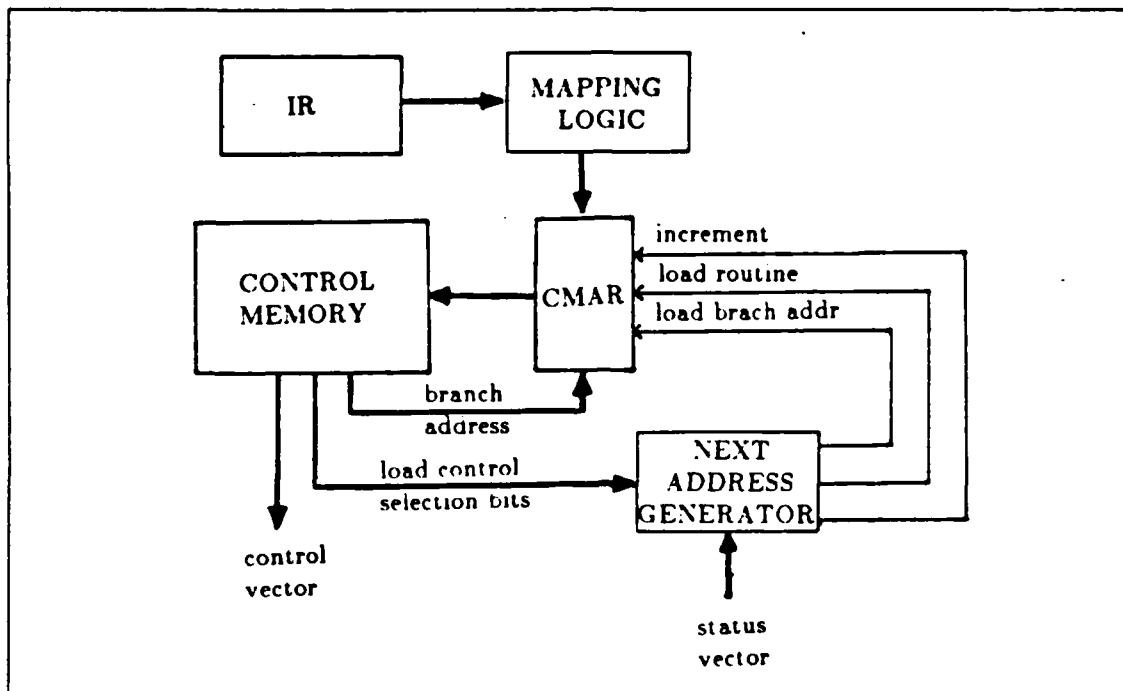 IR
MAPPING
LOGIC
CONTROL
MEMORY
CMAR
increment
load routine
load brach addr
branch
address
load control
selection bits
NEXT
ADDRESS
GENERATOR
control
vector
status
vector